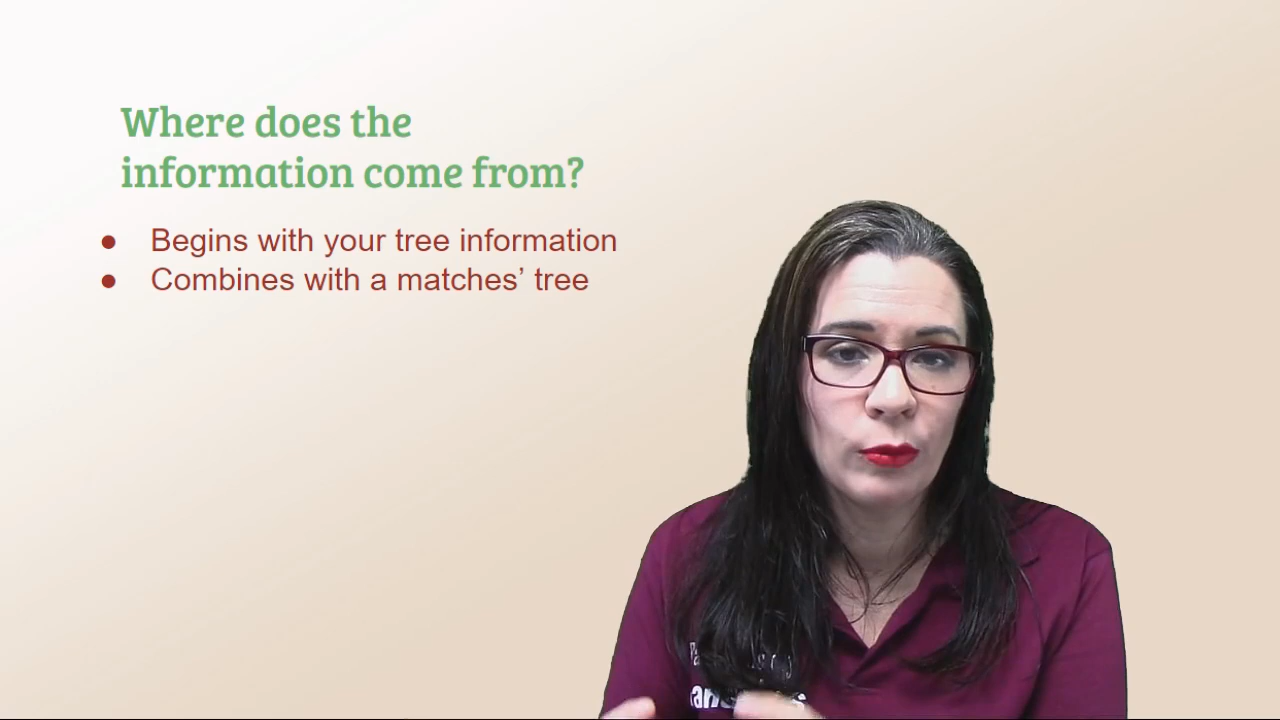 Where does the
information come from?
● Begins with your tree information
● Combines with a matches’ tree